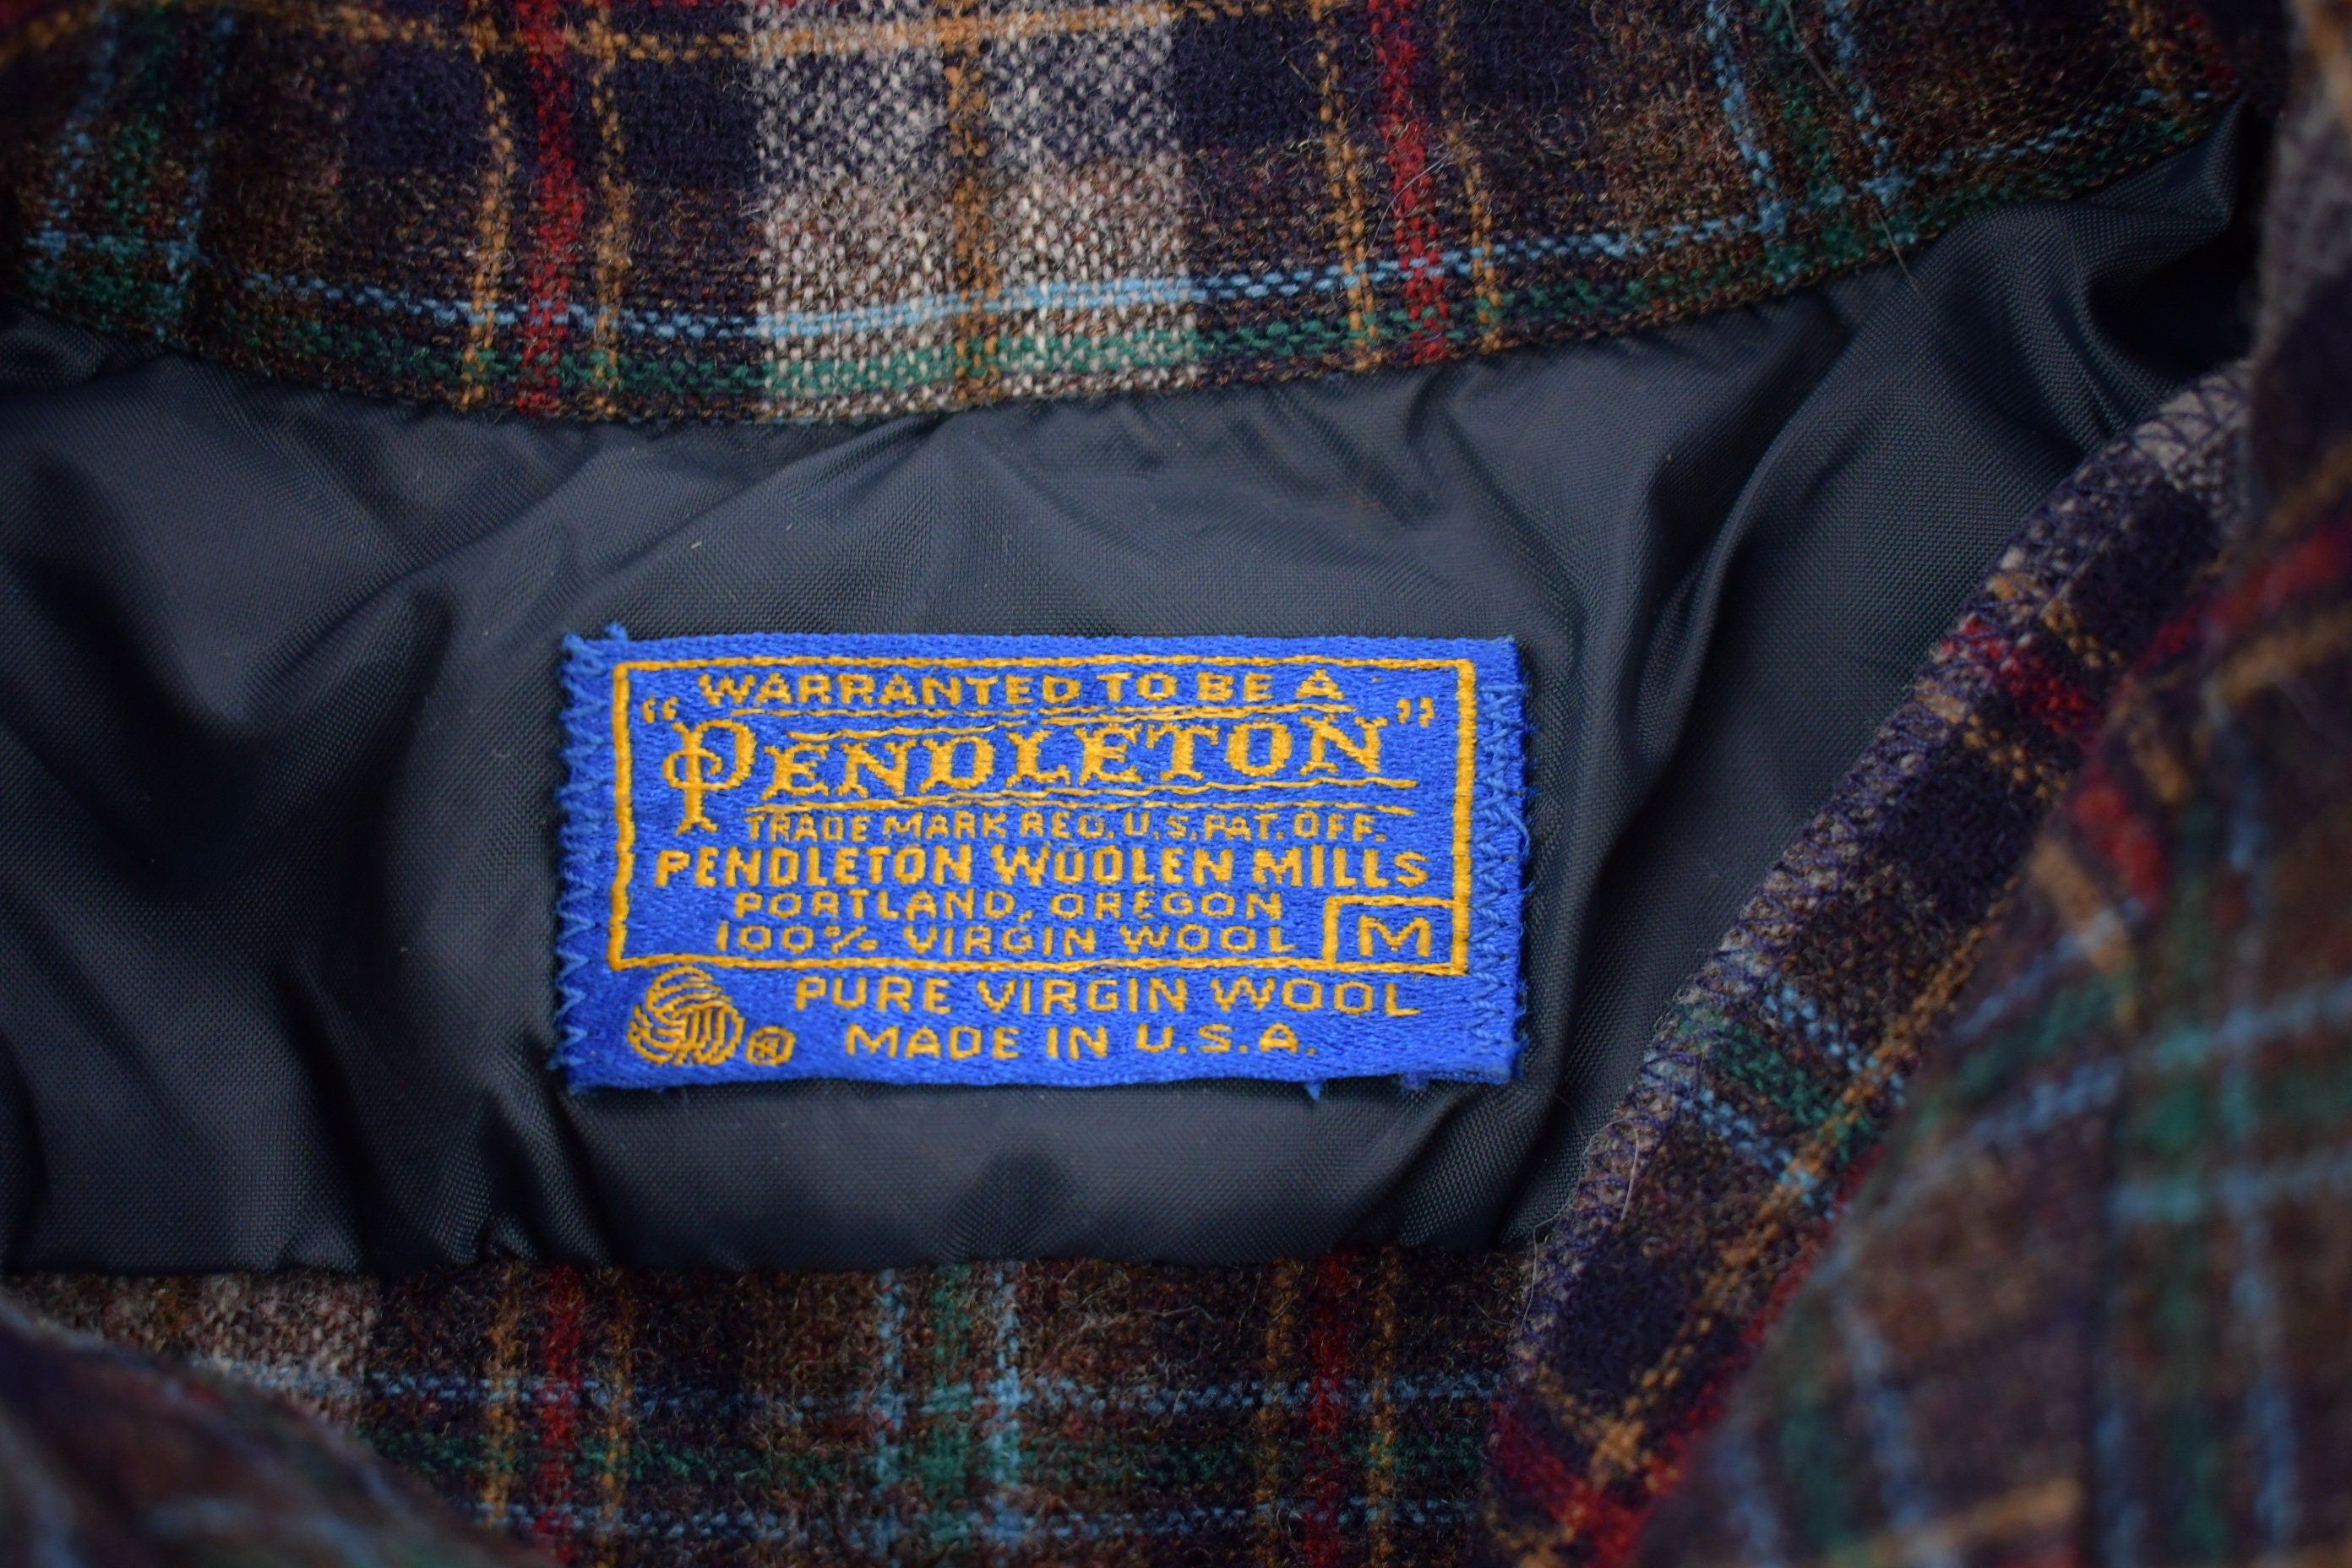 WARRANTED TO BE A
"PENDLETON"
TRADE MARK REG. U.S. PAT. OFF.
PENDLETON WOOLEN MILLS
PORTLAND, OREGON
100% VIRGIN WOOL M
PURE VIRGIN WOOL
® MADE IN U.S.A.